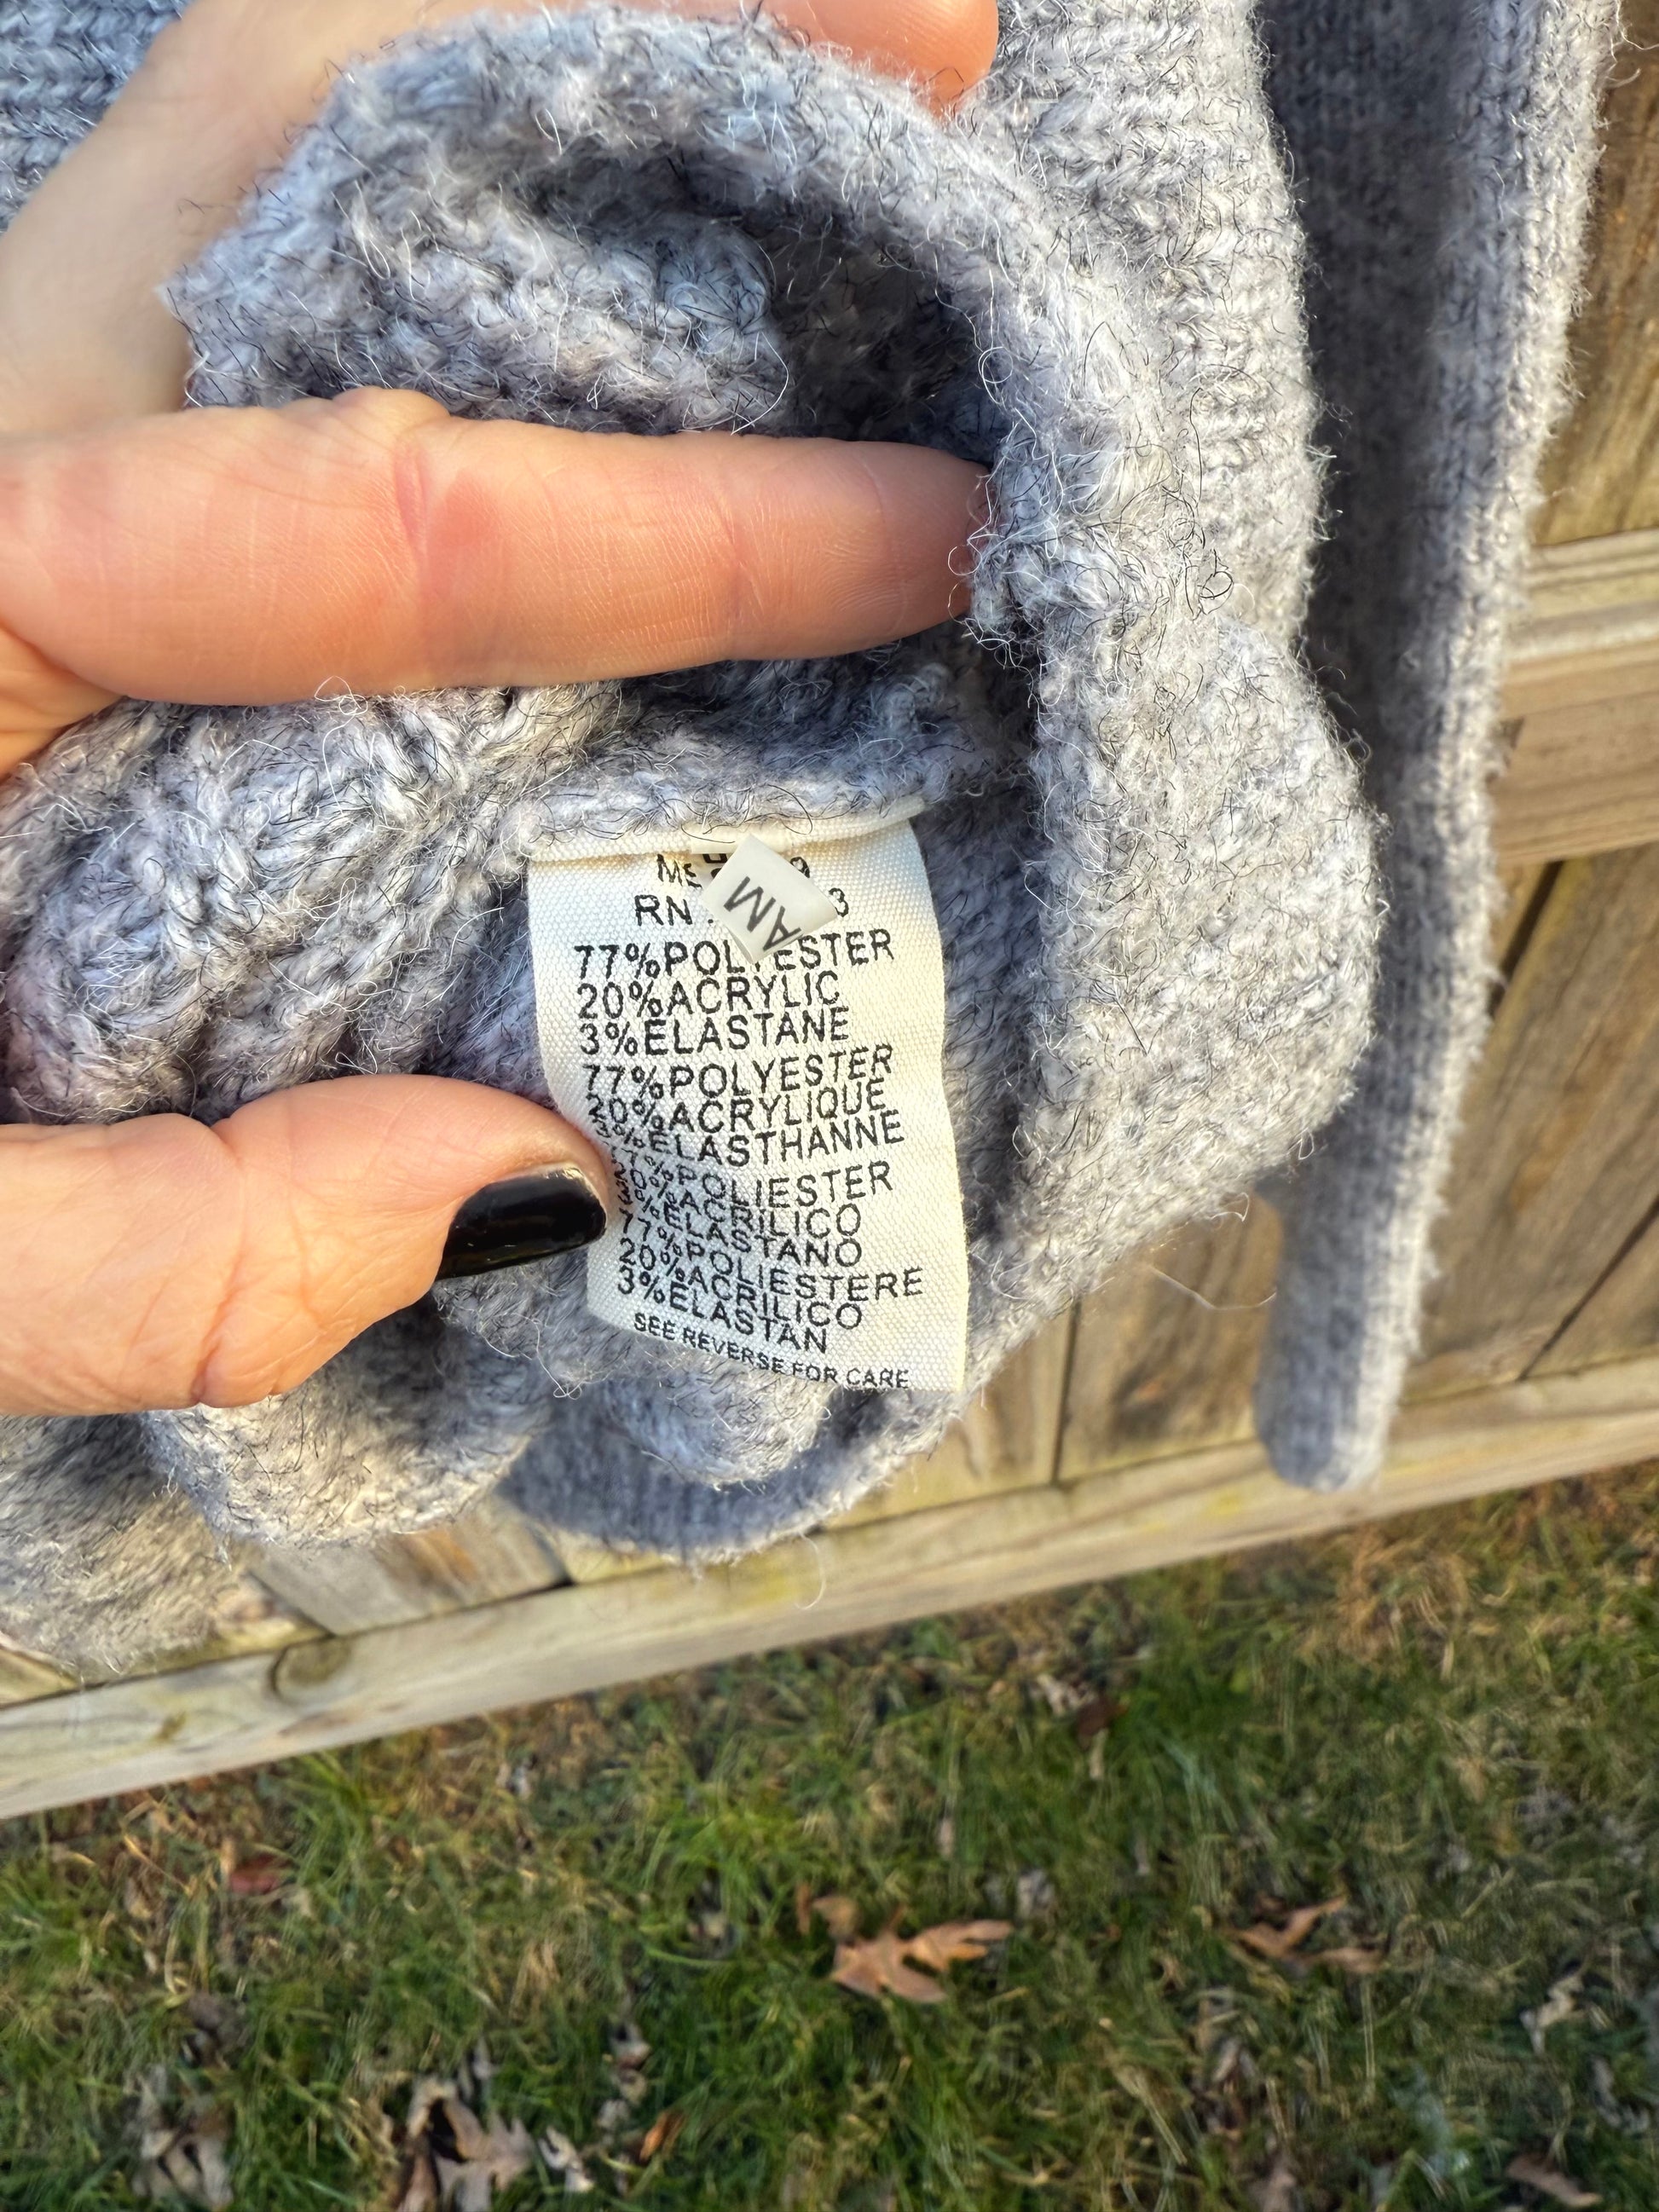 RN
AM
77%POLYESTER
20%ACRYLIC
3%ELASTANE
77%POLYESTER
20%ACRYLIQUE
3%ELASTHANNE
77%POLIESTER
20%ACRILICO
%ELASTANO
77%POLIESTERE
20%ACRILICO
3%ELASTAN
SEE REVERSE FOR CARE